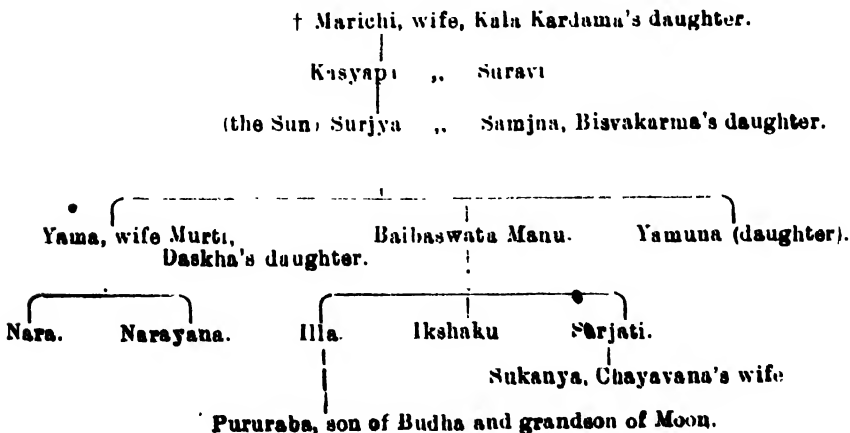 † Marichi, wife, Kala Kardama's daughter.
Kasyapi ,, Suravi
(the Sun) Surjya ,, Samjna, Bisvakarma's daughter.
Yama, wife Murti, Baibaswata Manu. Yamuna (daughter).
Daskha's daughter.
Nara. Narayana. Illa. Ikshaku Sarjati.
Sukanya, Chayavana's wife
Pururaba, son of Budha and grandson of Moon.